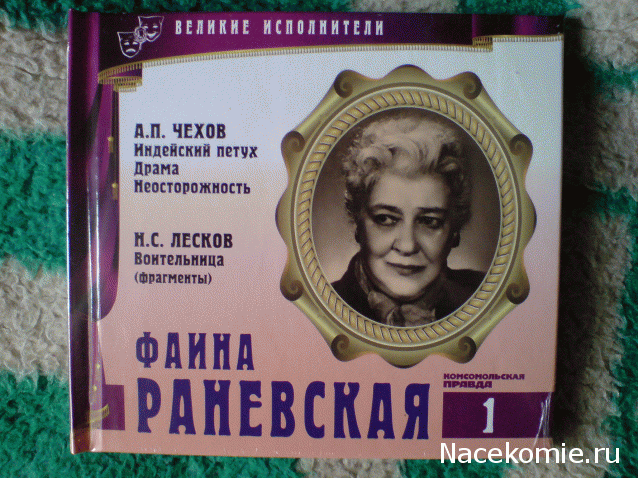 ВЕЛИКИЕ ИСПОЛНИТЕЛИ
А.П. ЧЕХОВ
Индейский петух
Драма
Неосторожность
Н.С. ЛЕСКОВ
Воительница
(фрагменты)
ФАИНА
РАНЕВСКАЯ
КОМСОМОЛЬСКАЯ
ПРАВДА
1
Nacekomie.ru